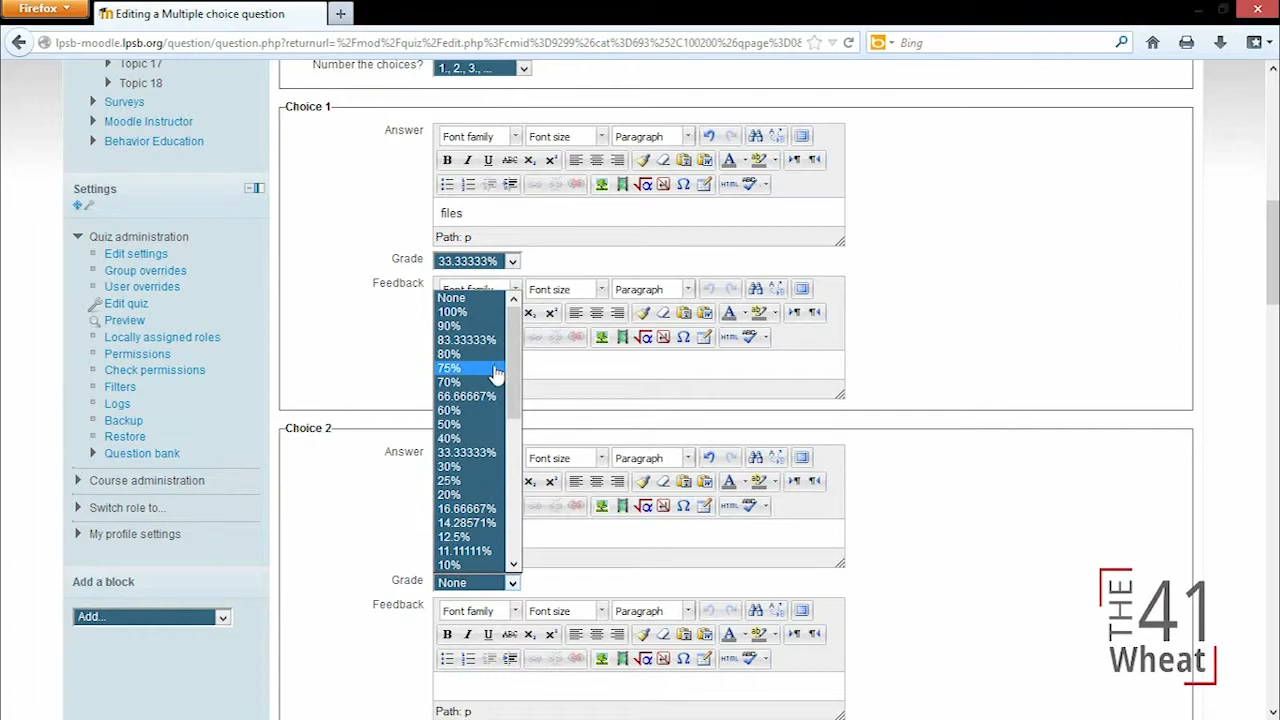 Firefox
Editing a Multiple choice question
lpsb-moodle.lpsb.org/question/question.php?returnurl=%2Fmod%2Fquiz%2Fedit.php%3Fcmid%3D9299%26cat%3D693%252C100200%26qpage%3D0&
Bing
Topic 17
Topic 18
Surveys
Moodle Instructor
Behavior Education
Settings
Quiz administration
Edit settings
Group overrides
User overrides
Edit quiz
Preview
Locally assigned roles
Permissions
Check permissions
Filters
Logs
Backup
Restore
Question bank
Course administration
Switch role to...
My profile settings
Add a block
Add...
Number the choices?
1., 2., 3., ...
Choice 1
Answer
Font family
Font size
Paragraph
files
Path: p
Grade
33.33333%
Feedback
Font family
Font size
Paragraph
None
100%
90%
83.33333%
80%
75%
70%
66.66667%
60%
50%
40%
33.33333%
30%
25%
20%
16.66667%
14.28571%
12.5%
11.11111%
10%
Choice 2
Answer
Font size
Paragraph
Grade
None
Feedback
Font family
Font size
Paragraph
Path: p
THE
41
Wheat